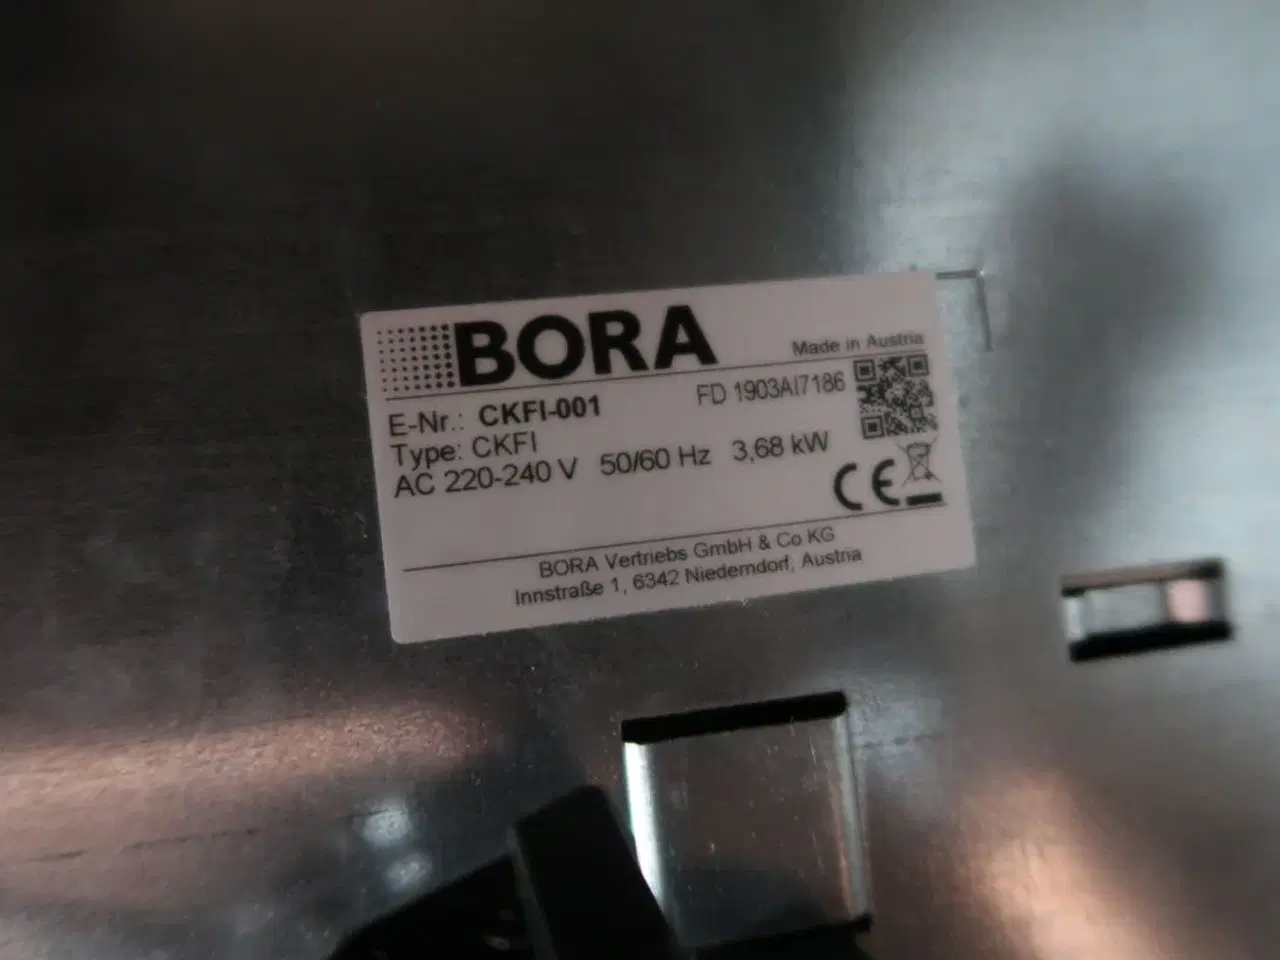 BORA
Made in Austria
E-Nr.: CKFI-001 FD 1903AI7186
Type: CKFI
AC 220-240 V 50/60 Hz 3,68 kW
CE
BORA Vertriebs GmbH & Co KG
Innstraße 1, 6342 Niederndorf, Austria